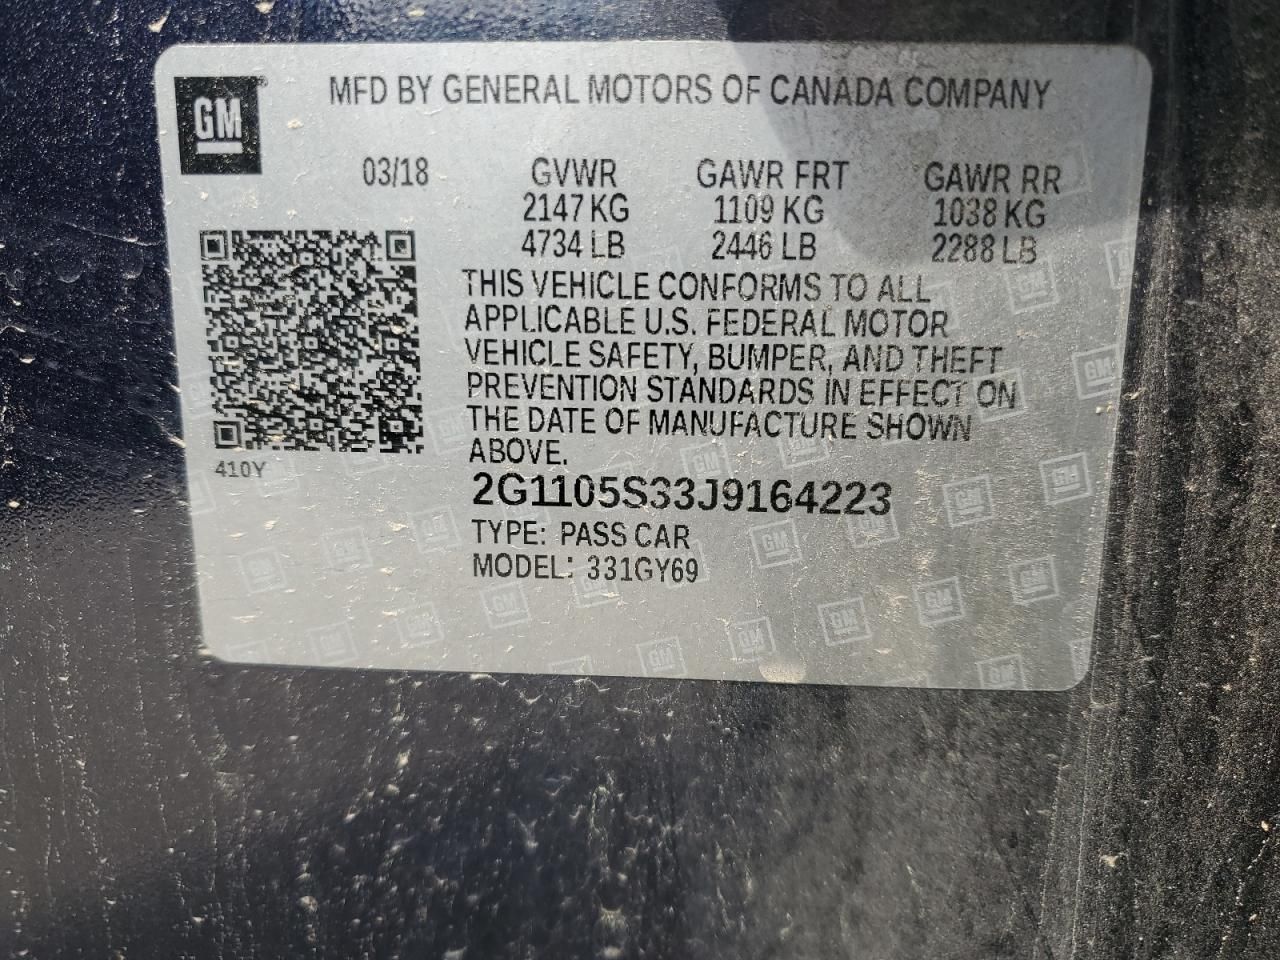 GM
MFD BY GENERAL MOTORS OF CANADA COMPANY
03/18 GVWR GAWR FRT GAWR RR
2147 KG 1109 KG 1038 KG
4734 LB 2446 LB 2288 LB
THIS VEHICLE CONFORMS TO ALL
APPLICABLE U.S. FEDERAL MOTOR
VEHICLE SAFETY, BUMPER, AND THEFT
PREVENTION STANDARDS IN EFFECT ON
THE DATE OF MANUFACTURE SHOWN
ABOVE.
410Y
2G1105S33J9164223
TYPE: PASS CAR
MODEL: 331GY69